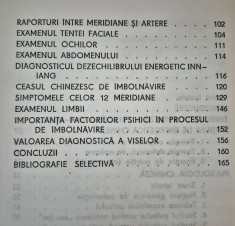 RAPORTURI ÎNTRE MERIDIANE ȘI ARTERE . . 102
EXAMENUL TENTEI FACIALE . . . . 104
EXAMENUL OCHILOR . . . . . 111
EXAMENUL ABDOMENULUI . . . . 114
DIAGNOSTICUL DEZECHILIBRULUI ENERGETIC INN-
IANG . . . . . . . 116
CEASUL CHINEZESC DE ÎMBOLNĂVIRE . . 120
SIMPTOMELE CELOR 12 MERIDIANE . . 129
EXAMENUL LIMBII . . . . . 146
IMPORTANȚA FACTORILOR PSIHICI ÎN PROCESUL
DE ÎMBOLNĂVIRE . . . . . 152
VALOAREA DIAGNOSTICĂ A VISELOR . . 156
CONCLUZII . . . . . . 160
BIBLIOGRAFIE SELECTIVĂ . . . . 165